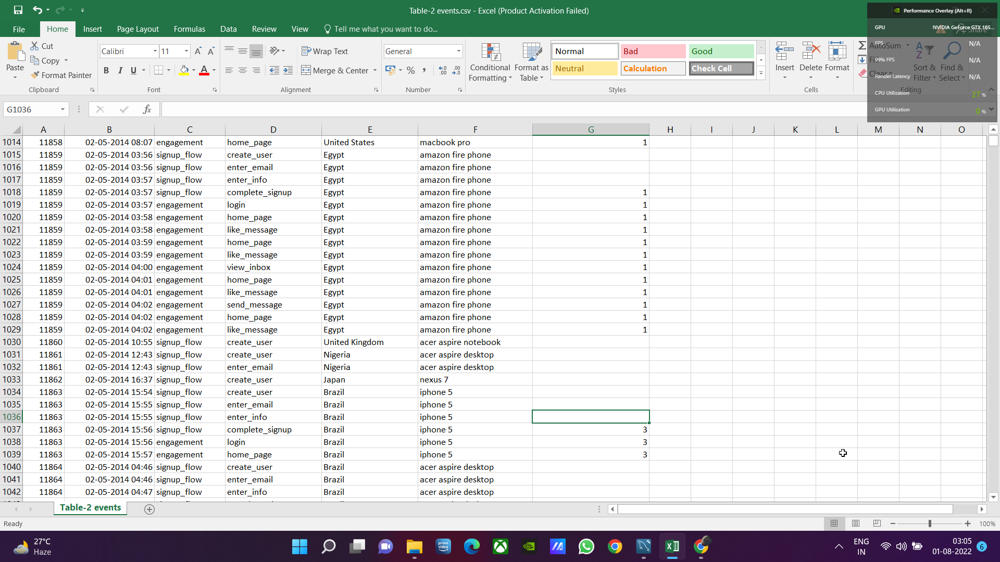 Table-2 events.csv - Excel (Product Activation Failed)
Performance Overlay (Alt+R)
File Home Insert Page Layout Formulas Data Review View Tell me what you want to do... Share
GPU NVIDIA GeForce GTX 165...
FPS N/A
99% FPS N/A
Render Latency N/A
CPU Utilization 27 %
GPU Utilization 0 %
Paste Cut
Copy
Format Painter
Clipboard
Calibri 11 A A
B I U A
Font
Wrap Text
Merge & Center
Alignment
General
% , .00
Number
Conditional Formatting
Format as Table
Normal Bad Good
Neutral Calculation Check Cell
Styles
Insert Delete Format
Cells
AutoSum
Clear
Sort & Filter
Find & Select
Editing
G1036 fx
A B C D E F G H I J K L M N O
1014 11858 02-05-2014 08:07 engagement home_page United States macbook pro 1
1015 11859 02-05-2014 03:56 signup_flow create_user Egypt amazon fire phone
1016 11859 02-05-2014 03:56 signup_flow enter_email Egypt amazon fire phone
1017 11859 02-05-2014 03:57 signup_flow enter_info Egypt amazon fire phone
1018 11859 02-05-2014 03:57 signup_flow complete_signup Egypt amazon fire phone 1
1019 11859 02-05-2014 03:57 engagement login Egypt amazon fire phone 1
1020 11859 02-05-2014 03:58 engagement home_page Egypt amazon fire phone 1
1021 11859 02-05-2014 03:58 engagement like_message Egypt amazon fire phone 1
1022 11859 02-05-2014 03:59 engagement home_page Egypt amazon fire phone 1
1023 11859 02-05-2014 03:59 engagement like_message Egypt amazon fire phone 1
1024 11859 02-05-2014 04:00 engagement view_inbox Egypt amazon fire phone 1
1025 11859 02-05-2014 04:01 engagement home_page Egypt amazon fire phone 1
1026 11859 02-05-2014 04:01 engagement like_message Egypt amazon fire phone 1
1027 11859 02-05-2014 04:02 engagement send_message Egypt amazon fire phone 1
1028 11859 02-05-2014 04:02 engagement home_page Egypt amazon fire phone 1
1029 11859 02-05-2014 04:02 engagement like_message Egypt amazon fire phone 1
1030 11860 02-05-2014 10:55 signup_flow create_user United Kingdom acer aspire notebook
1031 11861 02-05-2014 12:43 signup_flow create_user Nigeria acer aspire desktop
1032 11861 02-05-2014 12:43 signup_flow enter_email Nigeria acer aspire desktop
1033 11862 02-05-2014 16:37 signup_flow create_user Japan nexus 7
1034 11863 02-05-2014 15:54 signup_flow create_user Brazil iphone 5
1035 11863 02-05-2014 15:55 signup_flow enter_email Brazil iphone 5
1036 11863 02-05-2014 15:55 signup_flow enter_info Brazil iphone 5
1037 11863 02-05-2014 15:56 signup_flow complete_signup Brazil iphone 5 3
1038 11863 02-05-2014 15:56 engagement login Brazil iphone 5 3
1039 11863 02-05-2014 15:57 engagement home_page Brazil iphone 5 3
1040 11864 02-05-2014 04:46 signup_flow create_user Brazil acer aspire desktop
1041 11864 02-05-2014 04:46 signup_flow enter_email Brazil acer aspire desktop
1042 11864 02-05-2014 04:47 signup_flow enter_info Brazil acer aspire desktop
Table-2 events
Ready 100%
27°C
Haze
prime video
ENG
IN
03:05
01-08-2022 6